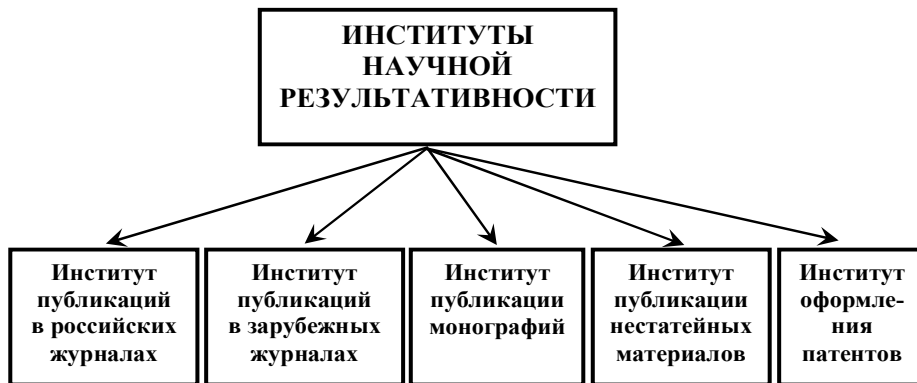 ИНСТИТУТЫ
НАУЧНОЙ
РЕЗУЛЬТАТИВНОСТИ
Институт
публикаций
в российских
журналах
Институт
публикаций
в зарубежных
журналах
Институт
публикации
монографий
Институт
публикации
нестатейных
материалов
Институт
оформле-
ния
патентов